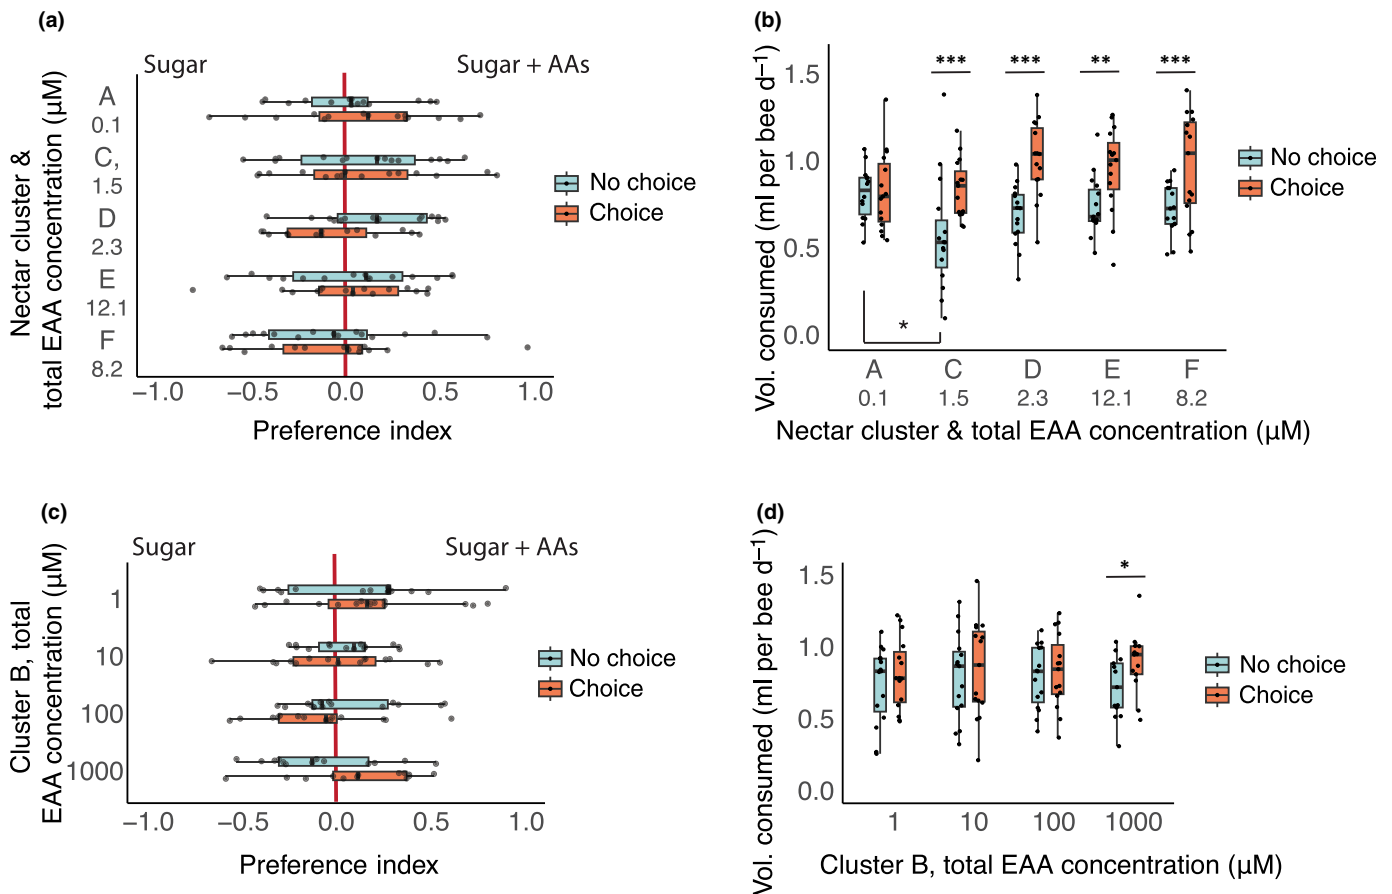 (a)
Sugar
Sugar + AAs
Nectar cluster &
total EAA concentration (µM)
A
0.1
C,
1.5
D
2.3
E
12.1
F
8.2
−1.0
−0.5
0.0
0.5
1.0
Preference index
No choice
Choice
(b)
Vol. consumed (ml per bee d–1)
1.5
1.0
0.5
0.0
***
***
**
***
*
A
C
D
E
F
0.1
1.5
2.3
12.1
8.2
Nectar cluster & total EAA concentration (µM)
No choice
Choice
(c)
Sugar
Sugar + AAs
Cluster B, total
EAA concentration (µM)
1
10
100
1000
−1.0
−0.5
0.0
0.5
1.0
Preference index
No choice
Choice
(d)
Vol. consumed (ml per bee d–1)
1.5
1.0
0.5
0.0
*
1
10
100
1000
Cluster B, total EAA concentration (µM)
No choice
Choice